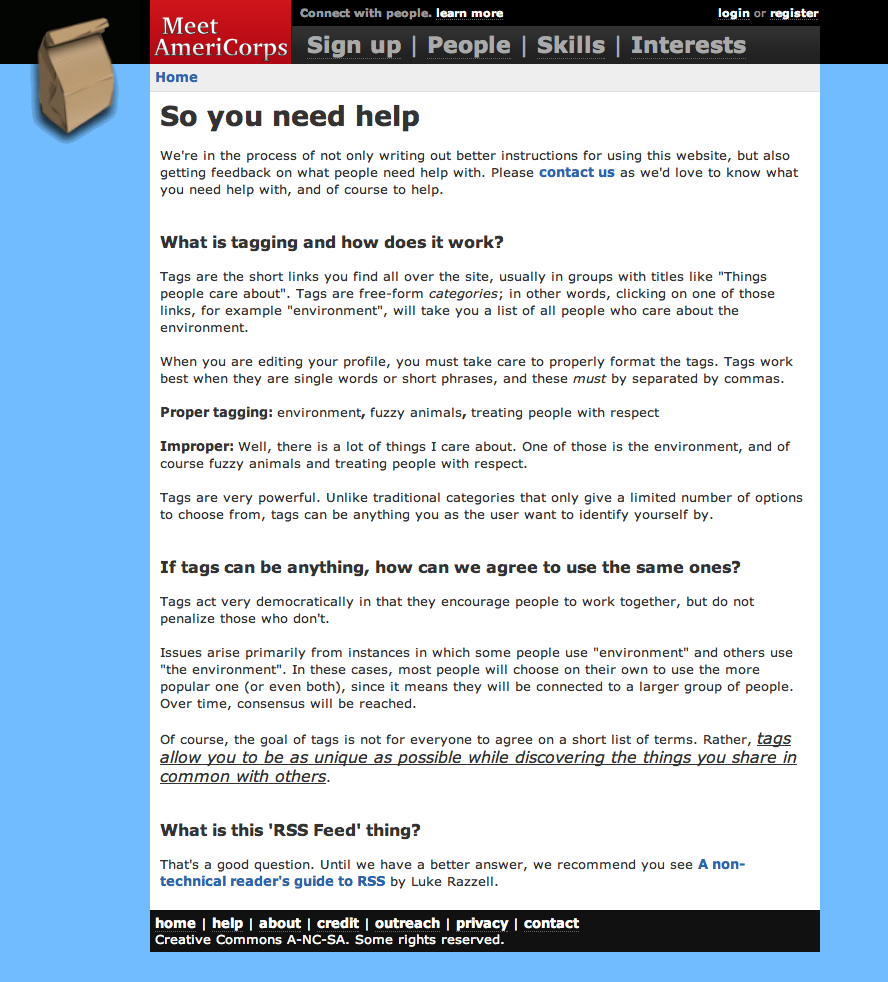 Meet
AmeriCorps
Connect with people. learn more
login or register
Sign up | People | Skills | Interests
Home
So you need help
We're in the process of not only writing out better instructions for using this website, but also
getting feedback on what people need help with. Please contact us as we'd love to know what
you need help with, and of course to help.
What is tagging and how does it work?
Tags are the short links you find all over the site, usually in groups with titles like "Things
people care about". Tags are free-form categories; in other words, clicking on one of those
links, for example "environment", will take you a list of all people who care about the
environment.
When you are editing your profile, you must take care to properly format the tags. Tags work
best when they are single words or short phrases, and these must by separated by commas.
Proper tagging: environment, fuzzy animals, treating people with respect
Improper: Well, there is a lot of things I care about. One of those is the environment, and of
course fuzzy animals and treating people with respect.
Tags are very powerful. Unlike traditional categories that only give a limited number of options
to choose from, tags can be anything you as the user want to identify yourself by.
If tags can be anything, how can we agree to use the same ones?
Tags act very democratically in that they encourage people to work together, but do not
penalize those who don't.
Issues arise primarily from instances in which some people use "environment" and others use
"the environment". In these cases, most people will choose on their own to use the more
popular one (or even both), since it means they will be connected to a larger group of people.
Over time, consensus will be reached.
Of course, the goal of tags is not for everyone to agree on a short list of terms. Rather, tags
allow you to be as unique as possible while discovering the things you share in
common with others.
What is this 'RSS Feed' thing?
That's a good question. Until we have a better answer, we recommend you see A non-
technical reader's guide to RSS by Luke Razzell.
home | help | about | credit | outreach | privacy | contact
Creative Commons A-NC-SA. Some rights reserved.